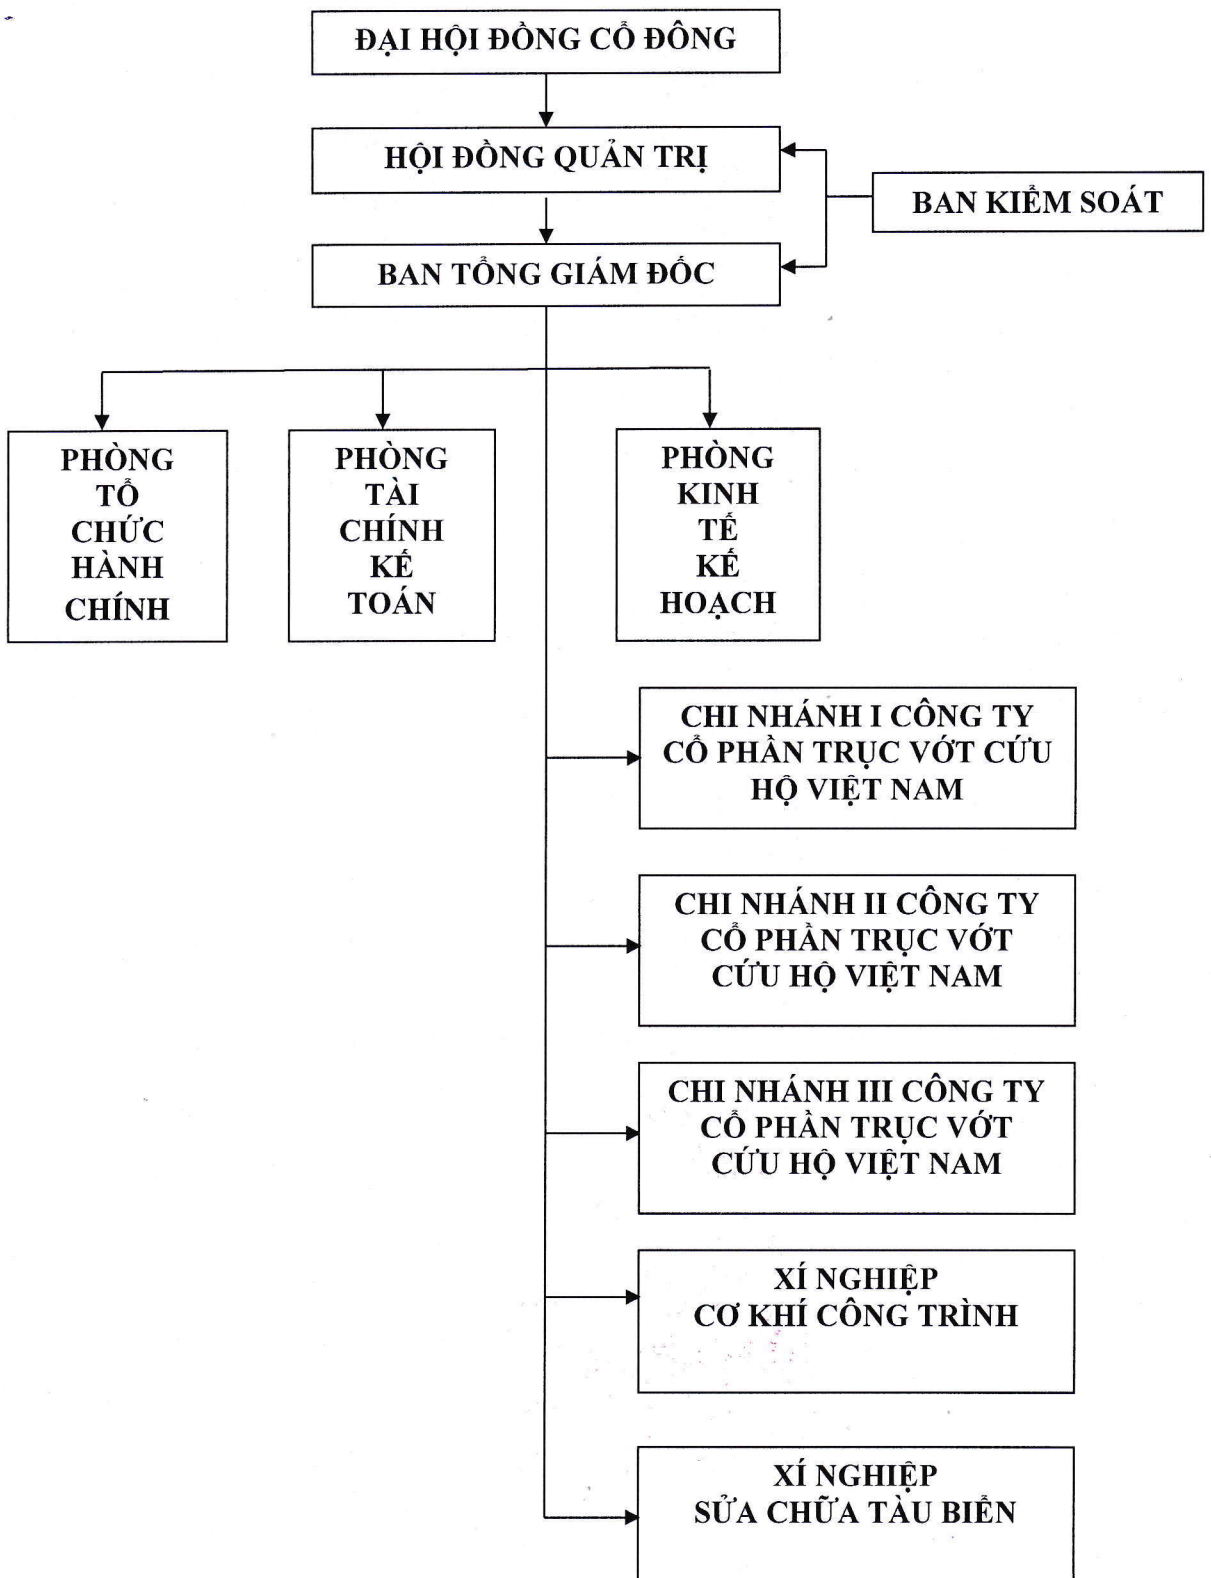 ĐẠI HỘI ĐỒNG CỔ ĐÔNG
HỘI ĐỒNG QUẢN TRỊ
BAN KIỂM SOÁT
BAN TỔNG GIÁM ĐỐC
PHÒNG
TỔ
CHỨC
HÀNH
CHÍNH
PHÒNG
TÀI
CHÍNH
KẾ
TOÁN
PHÒNG
KINH
TẾ
KẾ
HOẠCH
CHI NHÁNH I CÔNG TY
CỔ PHẦN TRỤC VỚT CỨU
HỘ VIỆT NAM
CHI NHÁNH II CÔNG TY
CỔ PHẦN TRỤC VỚT
CỨU HỘ VIỆT NAM
CHI NHÁNH III CÔNG TY
CỔ PHẦN TRỤC VỚT
CỨU HỘ VIỆT NAM
XÍ NGHIỆP
CƠ KHÍ CÔNG TRÌNH
XÍ NGHIỆP
SỬA CHỮA TÀU BIỂN